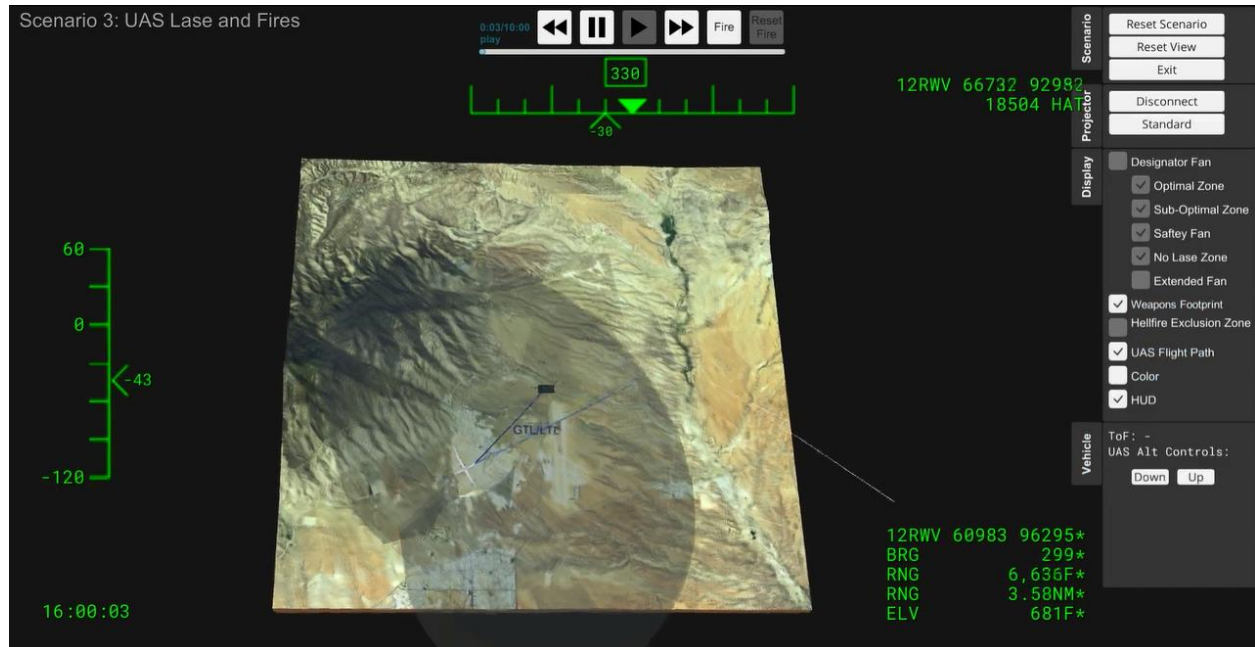 Scenario 3: UAS Lase and Fires
0:03/10:00
play
Fire
Reset
Fire
330
-30
12RWV 66732 92982
18504 HAT
Scenario
Reset Scenario
Reset View
Exit
Projector
Disconnect
Standard
Display
Designator Fan
Optimal Zone
Sub-Optimal Zone
Saftey Fan
No Lase Zone
Extended Fan
Weapons Footprint
Hellfire Exclusion Zone
UAS Flight Path
Color
HUD
Vehicle
ToF: -
UAS Alt Controls:
Down Up
60
0
-43
-120
GTL/LTL
12RWV 60983 96295*
BRG 299*
RNG 6,636F*
RNG 3.58NM*
ELV 681F*
16:00:03